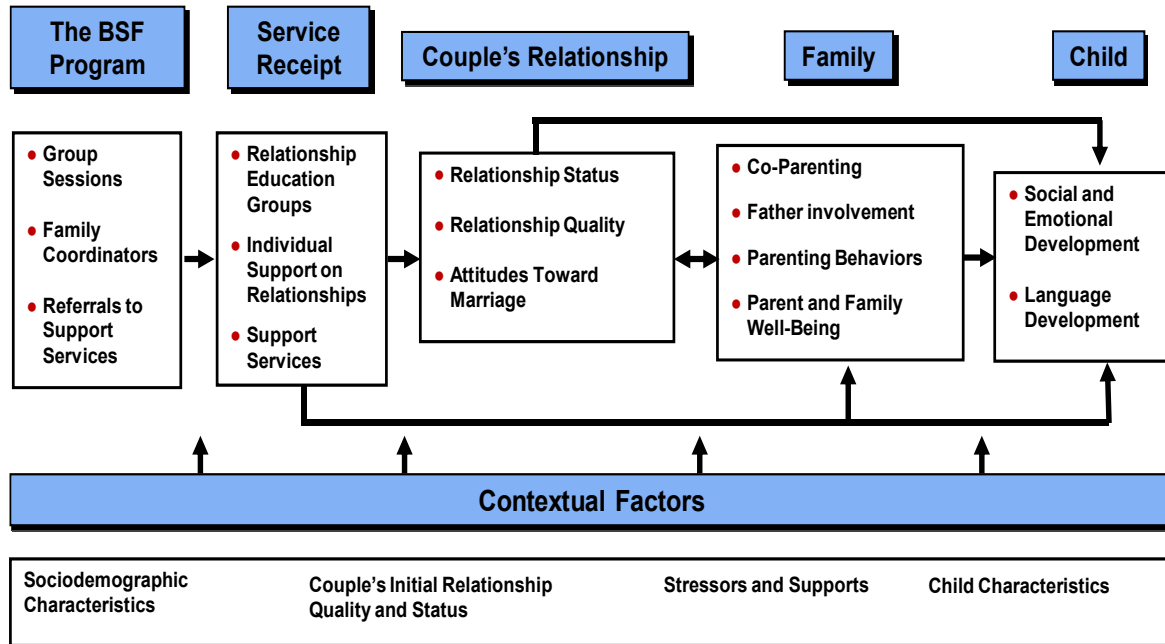 The BSF
Program
Service
Receipt
Couple's Relationship
Family
Child
Group
Sessions
Family
Coordinators
Referrals to
Support
Services
Relationship
Education
Groups
Individual
Support on
Relationships
Support
Services
Relationship Status
Relationship Quality
Attitudes Toward
Marriage
Co-Parenting
Father involvement
Parenting Behaviors
Parent and Family
Well-Being
Social and
Emotional
Development
Language
Development
Contextual Factors
Sociodemographic
Characteristics
Couple's Initial Relationship
Quality and Status
Stressors and Supports
Child Characteristics